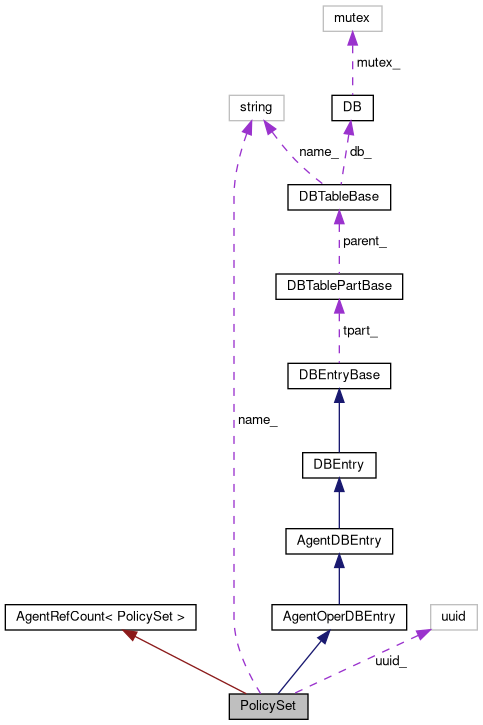 mutex
mutex_
string
DB
name_
db_
DBTableBase
parent_
DBTablePartBase
tpart_
DBEntryBase
name_
DBEntry
AgentDBEntry
AgentRefCount< PolicySet >
AgentOperDBEntry
uuid
uuid_
PolicySet